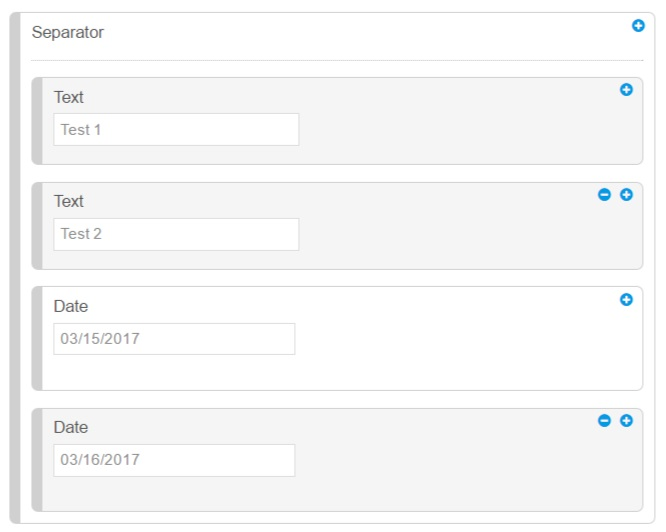 Separator
Text
Test 1
Text
Test 2
Date
03/15/2017
Date
03/16/2017